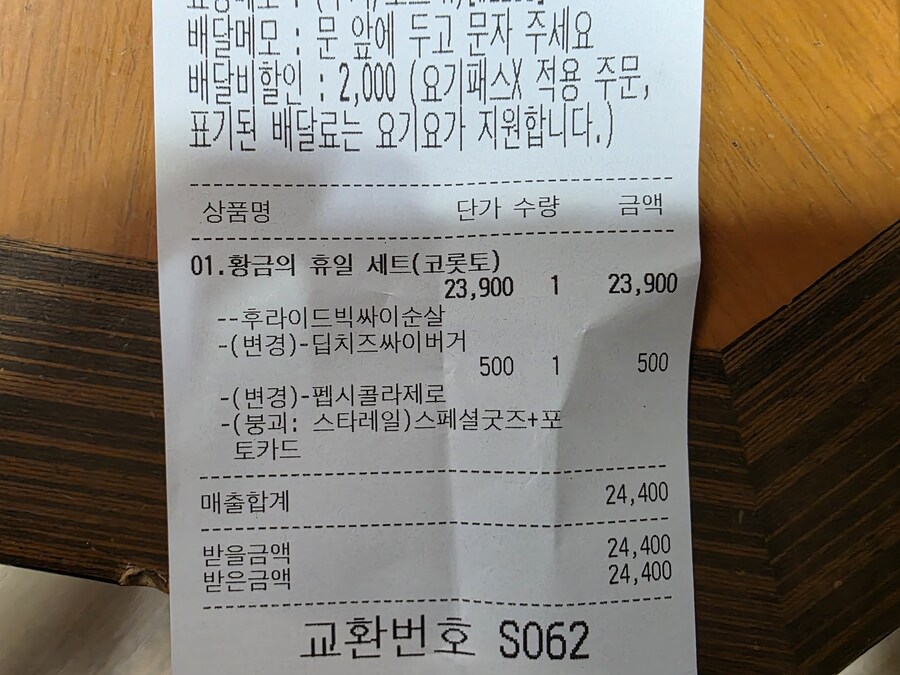 배달메모 : 문 앞에 두고 문자 주세요
배달비할인 : 2,000 (요기패스X 적용 주문,
표기된 배달료는 요기요가 지원합니다.)
상품명 단가 수량 금액
01.황금의 휴일 세트(코롯토)
23,900 1 23,900
--후라이드빅싸이순살
-(변경)-딥치즈싸이버거
500 1 500
-(변경)-펩시콜라제로
-(붕괴: 스타레일)스페셜굿즈+포
토카드
매출합계 24,400
받을금액 24,400
받은금액 24,400
교환번호 S062